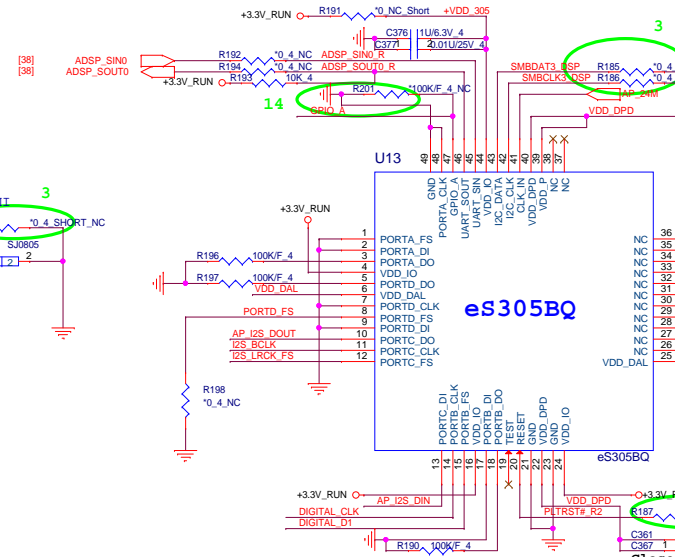 +3.3V_RUN R191 *0_NC_Short +VDD_305
3
C376 1U/6.3V_4
C377 2 0.01U/25V_4
[38] ADSP_SIN0 R192 *0_4_NC ADSP_SIN0_R SMBDAT3_DSP R185 *0_4
[38] ADSP_SOUT0 R194 *0_4_NC ADSP_SOUT0_R SMBCLK3_DSP R186 *0_4
+3.3V_RUN R193 *10K_4
R201 *100K/F_4_NC AP_24M
14 GPIO_A VDD_DPD
49 48 47 46 45 44 43 42 41 40 39 38 37
U13
GND PORTA_CLK GPIO_A UART_SOUT UART_SIN VDD_IO I2C_DATA I2C_CLK CLK_IN VDD_DPD VDD_P NC NC
3
*0_4_SHORT_NC
SJ0805
2 2
+3.3V_RUN
1 PORTA_FS NC 36
2 PORTA_DI NC 35
R196 100K/F_4 3 PORTA_DO NC 34
4 VDD_IO NC 33
R197 100K/F_4 5 PORTD_DO NC 32
VDD_DAL 6 VDD_DAL NC 31
7 PORTD_CLK NC 30
PORTD_FS 8 PORTD_FS NC 29
9 PORTD_DI NC 28
AP_I2S_DOUT 10 PORTC_DO NC 27
I2S_BCLK 11 PORTC_CLK NC 26
I2S_LRCK_FS 12 PORTC_FS VDD_DAL 25
eS305BQ
R198
*0_4_NC
PORTC_DI PORTB_CLK PORTB_FS VDD_IO PORTB_DI PORTB_DO TEST RESET GND VDD_DPD GND VDD_IO
eS305BQ
13 14 15 16 17 18 19 20 21 22 23 24
+3.3V_RUN AP_I2S_DIN VDD_DPD +3.3V_R
DIGITAL_CLK PLTRST#_R2 R187
DIGITAL_D1
R190 100K/F_4 C361
C367 1